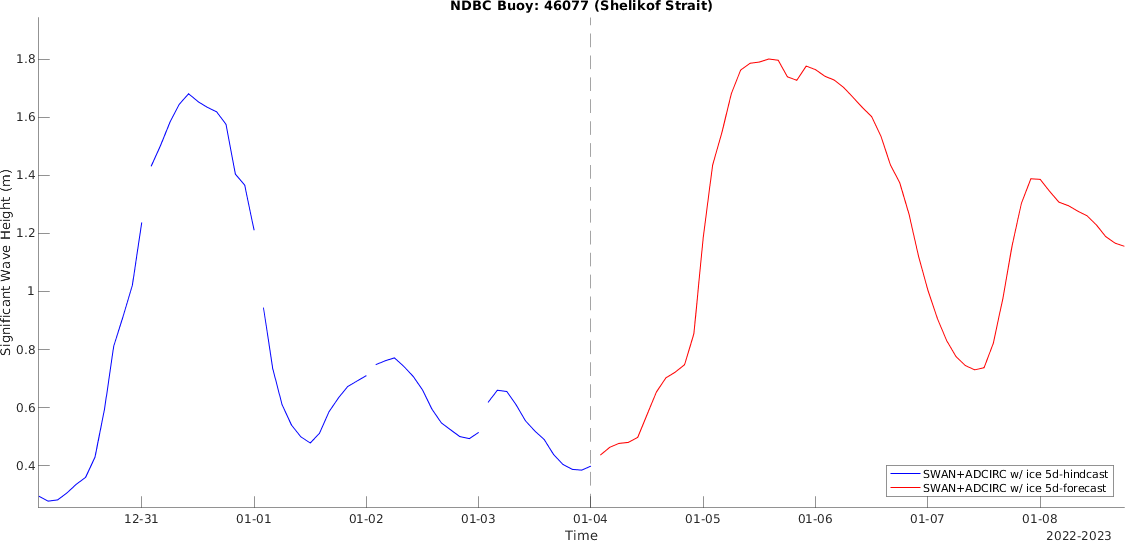 NDBC Buoy: 46077 (Shelikof Strait)
1.8
1.6
1.4
1.2
1
0.8
0.6
0.4
Significant Wave Height (m)
12-31 01-01 01-02 01-03 01-04 01-05 01-06 01-07 01-08
Time
2022-2023
SWAN+ADCIRC w/ ice 5d-hindcast
SWAN+ADCIRC w/ ice 5d-forecast